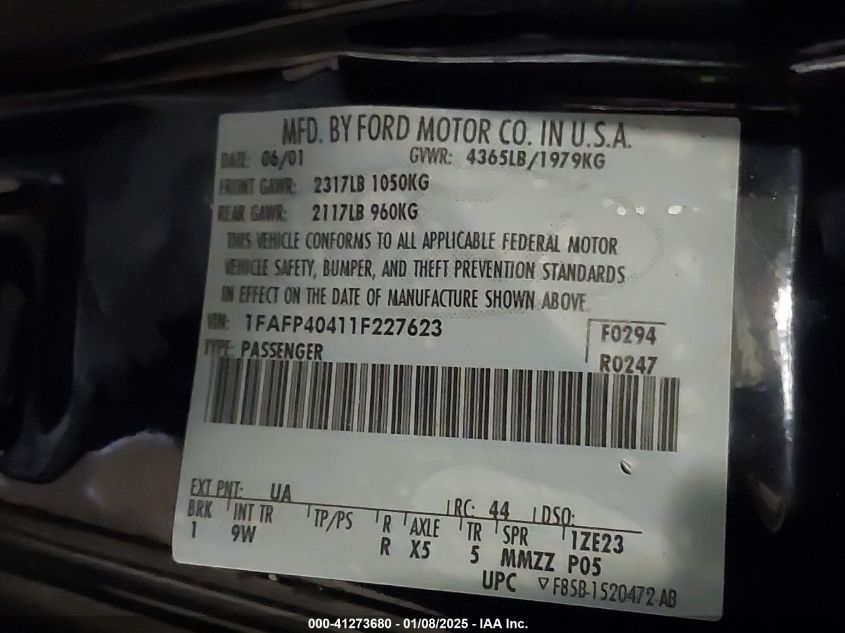 MFD. BY FORD MOTOR CO. IN U.S.A.
DATE: 06/01 GVWR: 4365LB/1979KG
FRONT GAWR: 2317LB 1050KG
REAR GAWR: 2117LB 960KG
THIS VEHICLE CONFORMS TO ALL APPLICABLE FEDERAL MOTOR
VEHICLE SAFETY, BUMPER, AND THEFT PREVENTION STANDARDS
IN EFFECT ON THE DATE OF MANUFACTURE SHOWN ABOVE.
VIN: 1FAFP40411F227623 F0294
TYPE: PASSENGER R0247
EXT PNT: UA RC: 44 DSO:
BRK INT TR TP/PS R AXLE TR SPR 1ZE23
1 9W R X5 5 MMZZ P05
UPC ▽F85B-1520472-AB
000-41273680 - 01/08/2025 - IAA Inc.